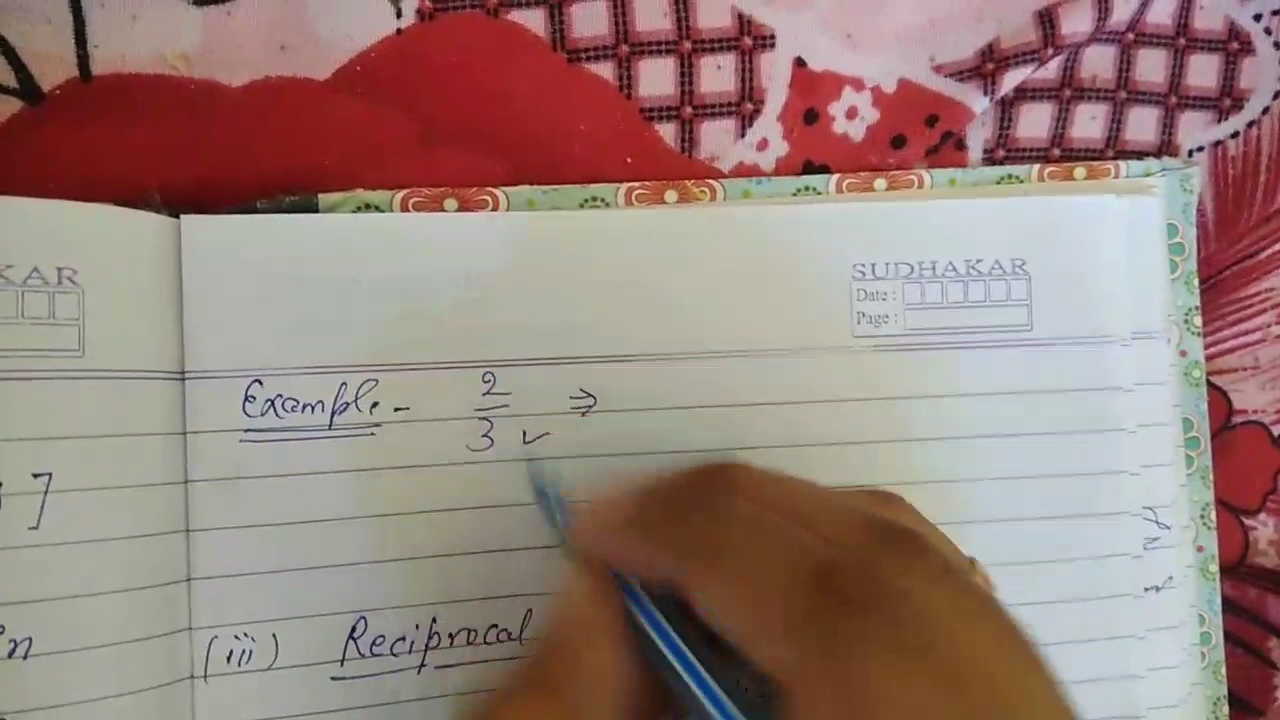 KAR
SUDHAKAR
Date :
Page :
Example - 2/3 ✓ ⇒
]
n
(iii) Reciprocal